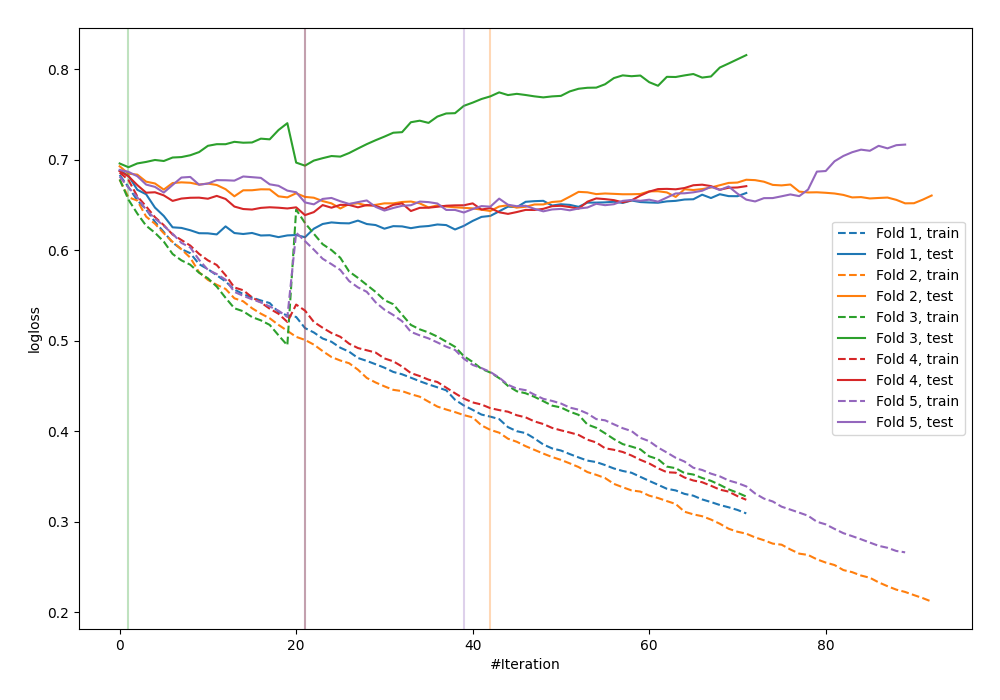 0.8
0.7
0.6
0.5
0.4
0.3
0.2
logloss
0
20
40
60
80
#Iteration
Fold 1, train
Fold 1, test
Fold 2, train
Fold 2, test
Fold 3, train
Fold 3, test
Fold 4, train
Fold 4, test
Fold 5, train
Fold 5, test